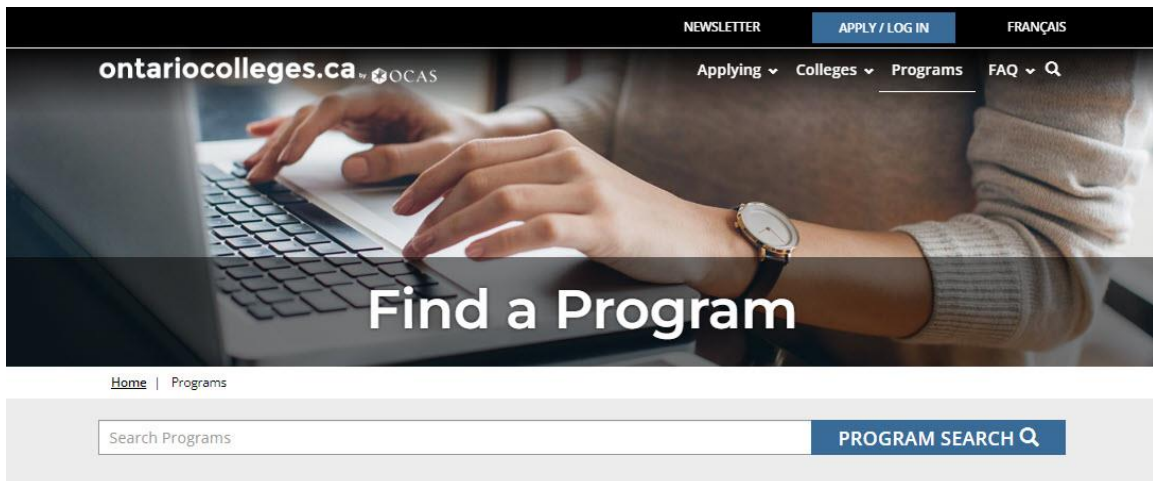 NEWSLETTER APPLY / LOG IN FRANÇAIS
ontariocolleges.ca by OCAS Applying Colleges Programs FAQ
Find a Program
Home | Programs
Search Programs PROGRAM SEARCH